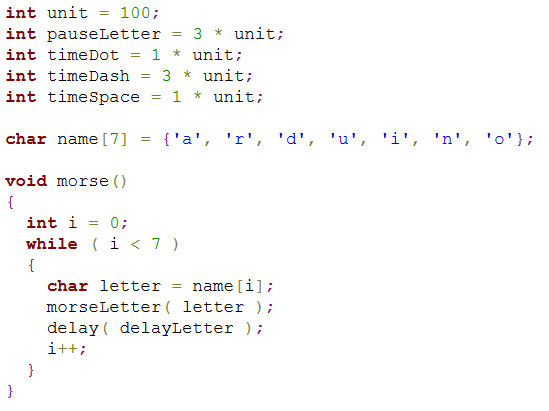 int unit = 100;
int pauseLetter = 3 * unit;
int timeDot = 1 * unit;
int timeDash = 3 * unit;
int timeSpace = 1 * unit;

char name[7] = {'a', 'r', 'd', 'u', 'i', 'n', 'o'};

void morse()
{
  int i = 0;
  while ( i < 7 )
  {
    char letter = name[i];
    morseLetter( letter );
    delay( delayLetter );
    i++;
  }
}